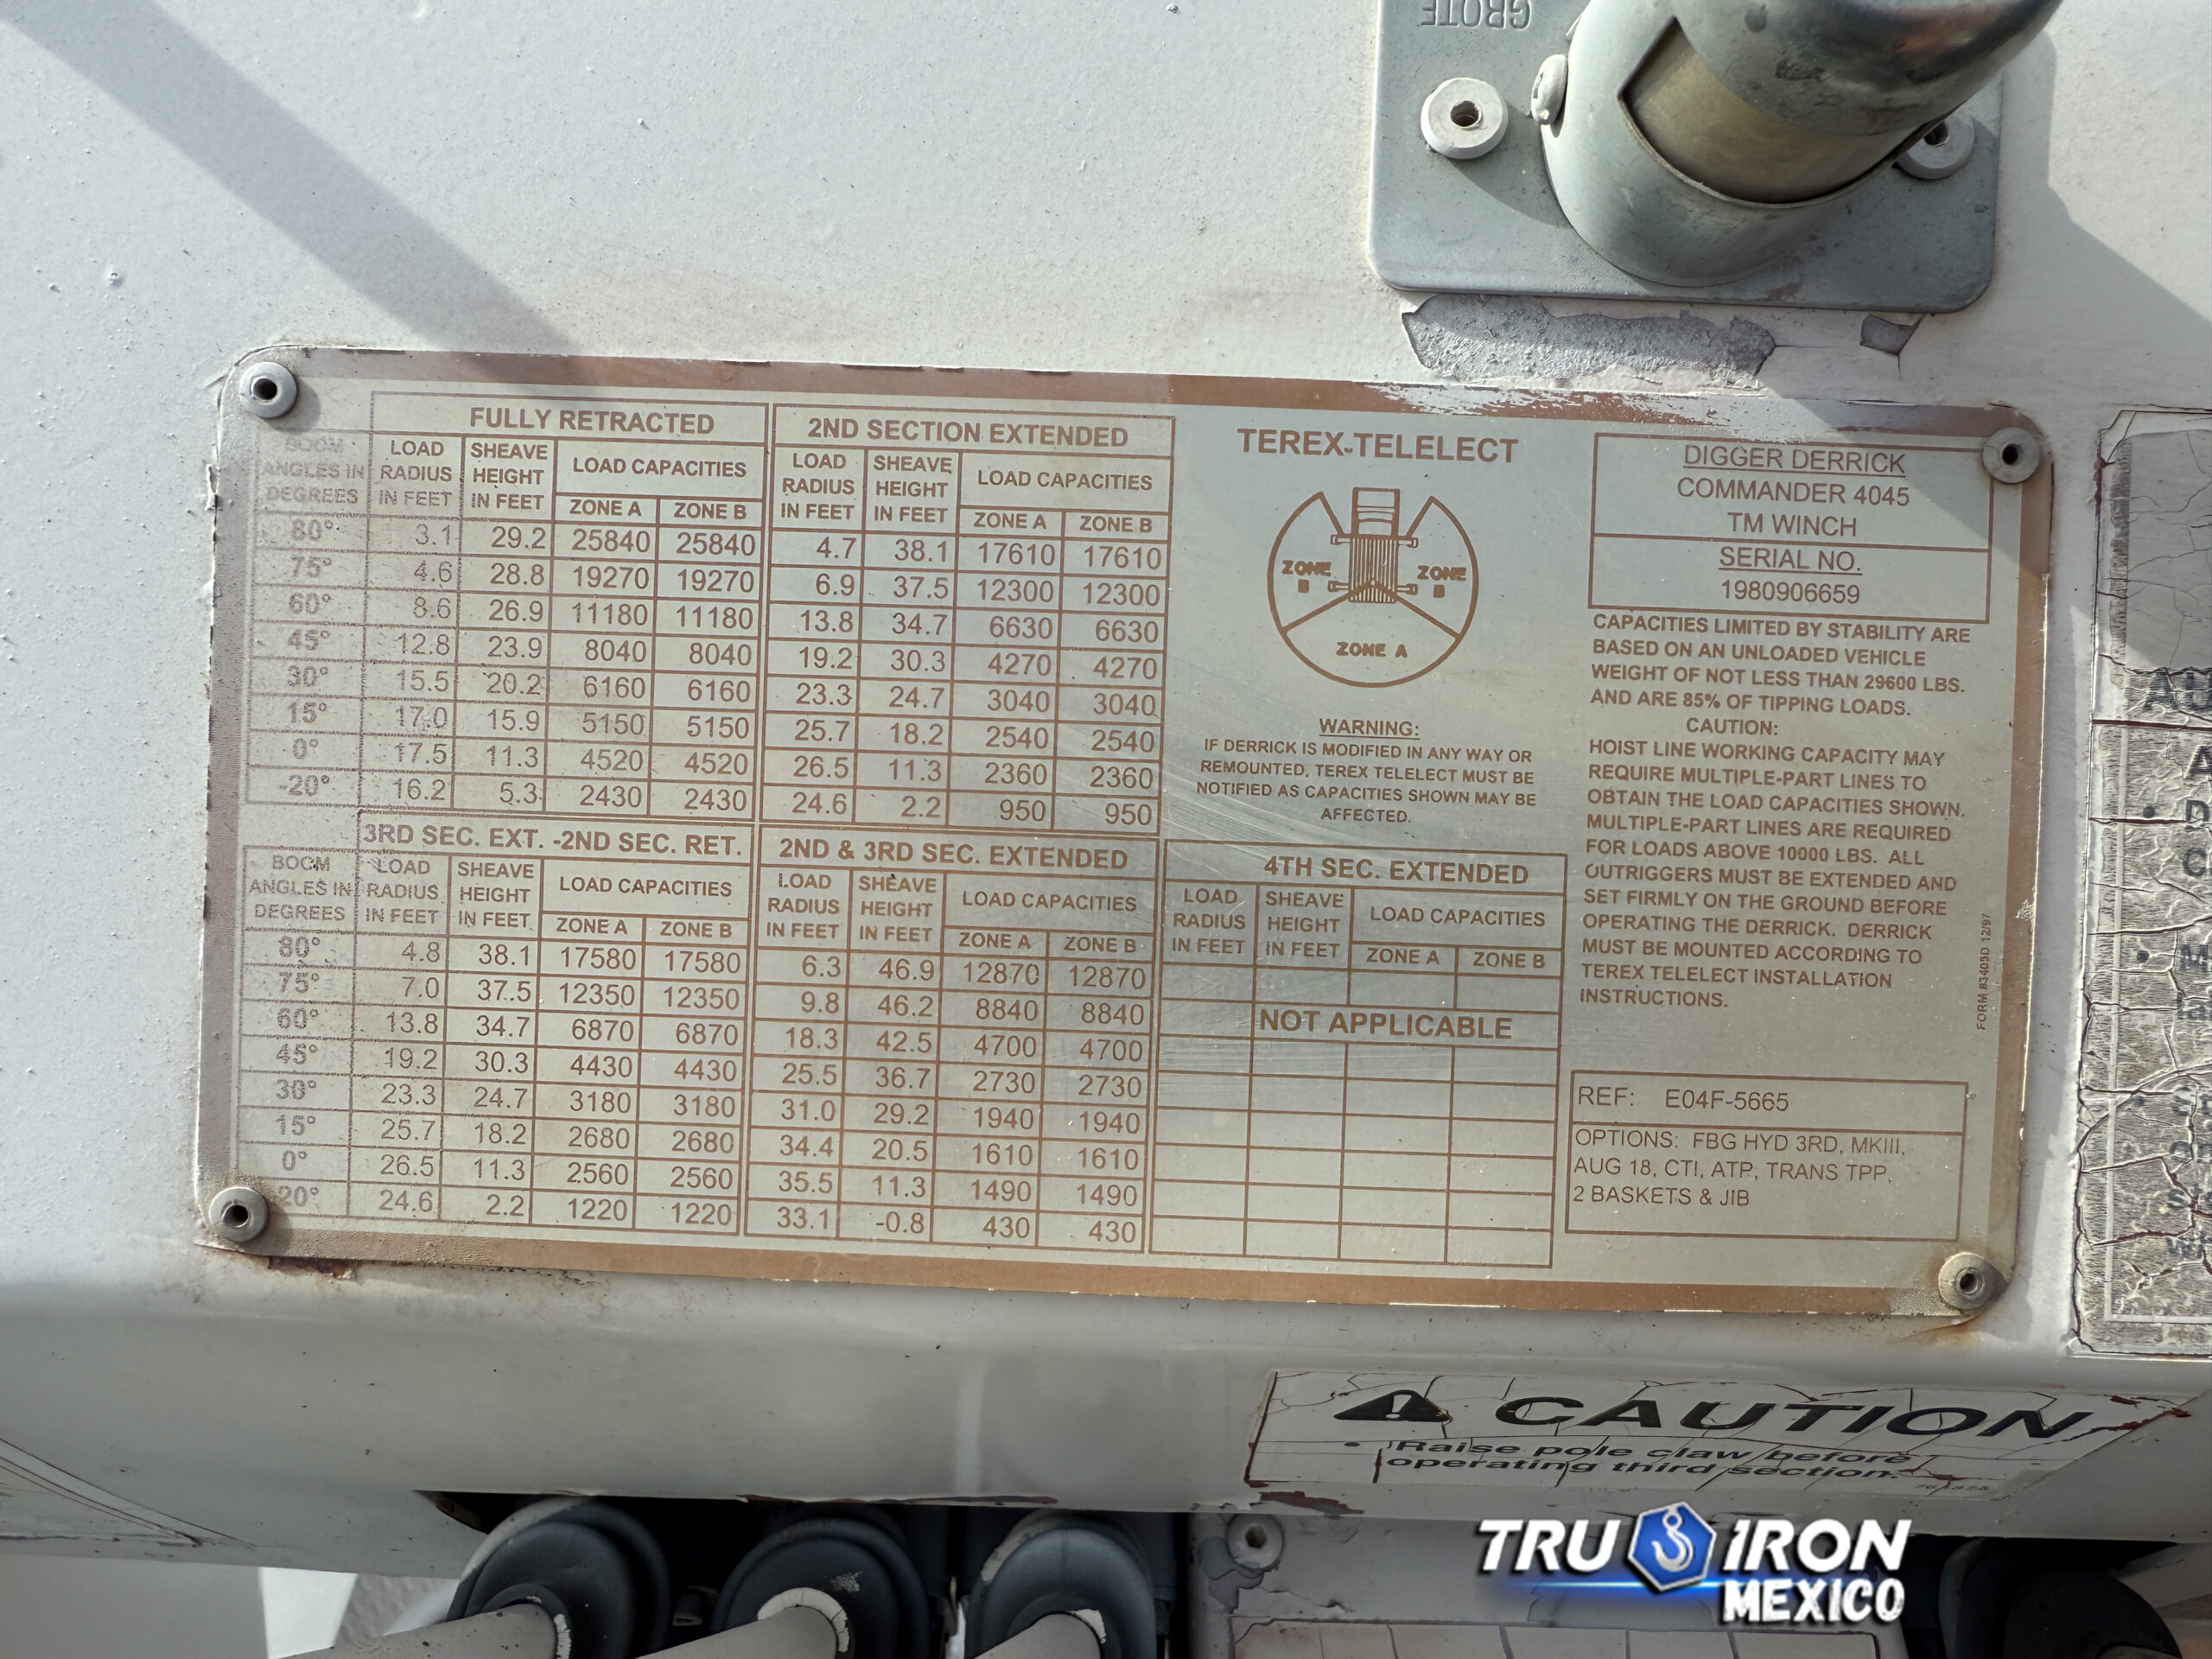 GROTE
FULLY RETRACTED
BOOM ANGLES IN DEGREES LOAD RADIUS IN FEET SHEAVE HEIGHT IN FEET LOAD CAPACITIES
ZONE A ZONE B
80° 3.1 29.2 25840 25840
75° 4.6 28.8 19270 19270
60° 8.6 26.9 11180 11180
45° 12.8 23.9 8040 8040
30° 15.5 20.2 6160 6160
15° 17.0 15.9 5150 5150
0° 17.5 11.3 4520 4520
-20° 16.2 5.3 2430 2430
2ND SECTION EXTENDED
LOAD RADIUS IN FEET SHEAVE HEIGHT IN FEET LOAD CAPACITIES
ZONE A ZONE B
4.7 38.1 17610 17610
6.9 37.5 12300 12300
13.8 34.7 6630 6630
19.2 30.3 4270 4270
23.3 24.7 3040 3040
25.7 18.2 2540 2540
26.5 11.3 2360 2360
24.6 2.2 950 950
3RD SEC. EXT. -2ND SEC. RET.
BOOM ANGLES IN DEGREES LOAD RADIUS IN FEET SHEAVE HEIGHT IN FEET LOAD CAPACITIES
ZONE A ZONE B
80° 4.8 38.1 17580 17580
75° 7.0 37.5 12350 12350
60° 13.8 34.7 6870 6870
45° 19.2 30.3 4430 4430
30° 23.3 24.7 3180 3180
15° 25.7 18.2 2680 2680
0° 26.5 11.3 2560 2560
20° 24.6 2.2 1220 1220
2ND & 3RD SEC. EXTENDED
LOAD RADIUS IN FEET SHEAVE HEIGHT IN FEET LOAD CAPACITIES
ZONE A ZONE B
6.3 46.9 12870 12870
9.8 46.2 8840 8840
18.3 42.5 4700 4700
25.5 36.7 2730 2730
31.0 29.2 1940 1940
34.4 20.5 1610 1610
35.5 11.3 1490 1490
33.1 -0.8 430 430
4TH SEC. EXTENDED
LOAD RADIUS IN FEET SHEAVE HEIGHT IN FEET LOAD CAPACITIES
ZONE A ZONE B
NOT APPLICABLE
TEREX-TELELECT
ZONE B
ZONE B
ZONE A
WARNING:
IF DERRICK IS MODIFIED IN ANY WAY OR
REMOUNTED, TEREX TELELECT MUST BE
NOTIFIED AS CAPACITIES SHOWN MAY BE
AFFECTED.
DIGGER DERRICK
COMMANDER 4045
TM WINCH
SERIAL NO.
1980906659
CAPACITIES LIMITED BY STABILITY ARE
BASED ON AN UNLOADED VEHICLE
WEIGHT OF NOT LESS THAN 29600 LBS.
AND ARE 85% OF TIPPING LOADS.
CAUTION:
HOIST LINE WORKING CAPACITY MAY
REQUIRE MULTIPLE-PART LINES TO
OBTAIN THE LOAD CAPACITIES SHOWN.
MULTIPLE-PART LINES ARE REQUIRED
FOR LOADS ABOVE 10000 LBS. ALL
OUTRIGGERS MUST BE EXTENDED AND
SET FIRMLY ON THE GROUND BEFORE
OPERATING THE DERRICK. DERRICK
MUST BE MOUNTED ACCORDING TO
TEREX TELELECT INSTALLATION
INSTRUCTIONS.
REF: E04F-5665
OPTIONS: FBG HYD 3RD, MKIII,
AUG 18, CTI, ATP, TRANS TPP,
2 BASKETS & JIB
CAUTION
• Raise pole claw before
operating third section.
TRU IRON
MEXICO